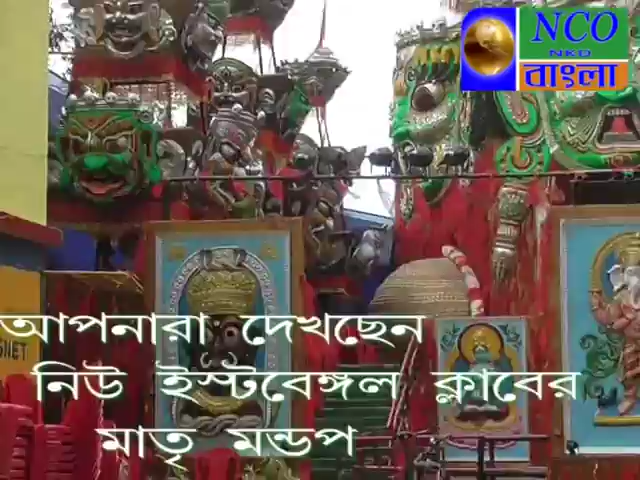 NCO
NKD
বাংলা
আপনারা দেখছেন
নিউ ইস্টবেঙ্গল ক্লাবের
মাতৃ মন্ডপ